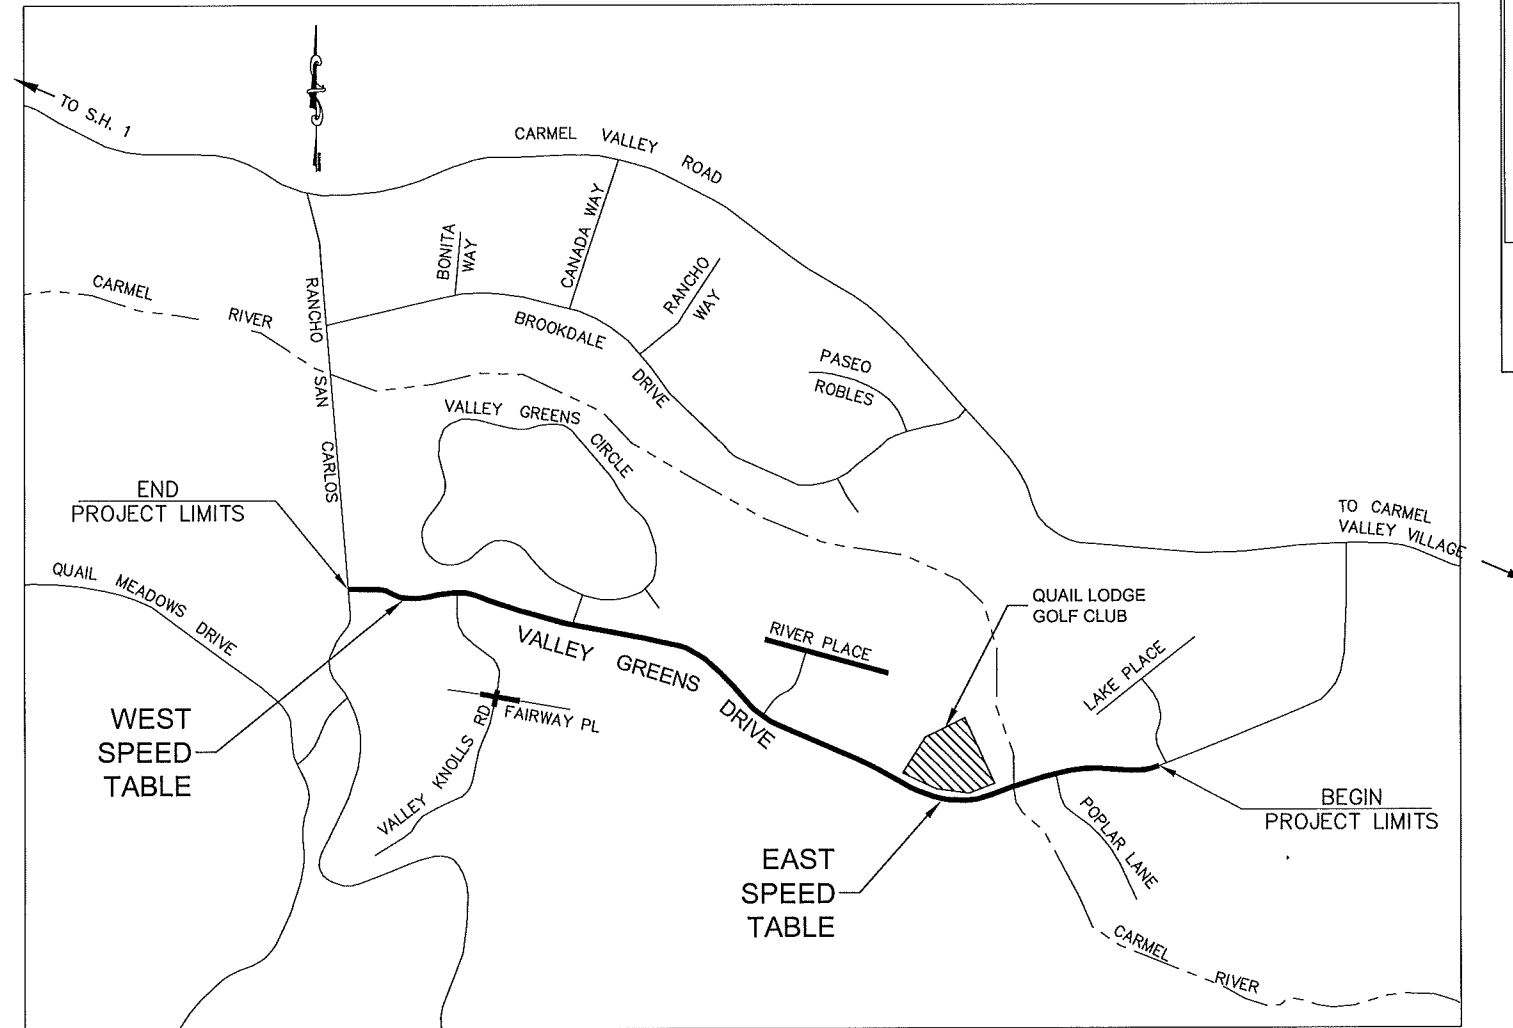 TO S.H. 1
CARMEL VALLEY ROAD
BONITA
WAY
CANADA WAY
RANCHO
WAY
CARMEL RIVER
RANCHO SAN CARLOS
BROOKDALE DRIVE
PASEO
ROBLES
VALLEY GREENS CIRCLE
END
PROJECT LIMITS
TO CARMEL
VALLEY VILLAGE
QUAIL MEADOWS DRIVE
QUAIL LODGE
GOLF CLUB
VALLEY GREENS DRIVE
RIVER PLACE
LAKE PLACE
WEST
SPEED
TABLE
FAIRWAY PL
VALLEY KNOLLS RD
BEGIN
PROJECT LIMITS
POPLAR LANE
EAST
SPEED
TABLE
CARMEL RIVER